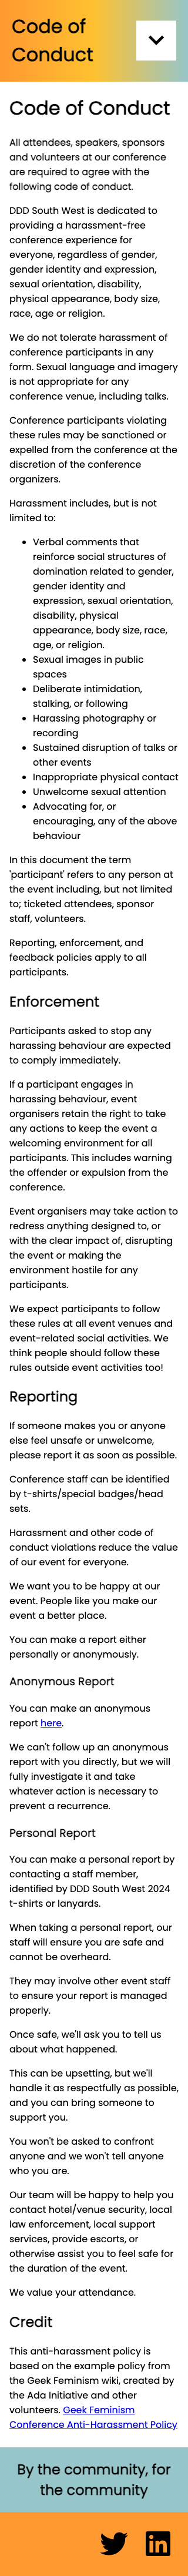 Code of
Conduct
Code of Conduct
All attendees, speakers, sponsors
and volunteers at our conference
are required to agree with the
following code of conduct.
DDD South West is dedicated to
providing a harassment-free
conference experience for
everyone, regardless of gender,
gender identity and expression,
sexual orientation, disability,
physical appearance, body size,
race, age or religion.
We do not tolerate harassment of
conference participants in any
form. Sexual language and imagery
is not appropriate for any
conference venue, including talks.
Conference participants violating
these rules may be sanctioned or
expelled from the conference at the
discretion of the conference
organizers.
Harassment includes, but is not
limited to:
• Verbal comments that
reinforce social structures of
domination related to gender,
gender identity and
expression, sexual orientation,
disability, physical
appearance, body size, race,
age, or religion.
• Sexual images in public
spaces
• Deliberate intimidation,
stalking, or following
• Harassing photography or
recording
• Sustained disruption of talks or
other events
• Inappropriate physical contact
• Unwelcome sexual attention
• Advocating for, or
encouraging, any of the above
behaviour
In this document the term
'participant' refers to any person at
the event including, but not limited
to; ticketed attendees, sponsor
staff, volunteers.
Reporting, enforcement, and
feedback policies apply to all
participants.
Enforcement
Participants asked to stop any
harassing behaviour are expected
to comply immediately.
If a participant engages in
harassing behaviour, event
organisers retain the right to take
any actions to keep the event a
welcoming environment for all
participants. This includes warning
the offender or expulsion from the
conference.
Event organisers may take action to
redress anything designed to, or
with the clear impact of, disrupting
the event or making the
environment hostile for any
participants.
We expect participants to follow
these rules at all event venues and
event-related social activities. We
think people should follow these
rules outside event activities too!
Reporting
If someone makes you or anyone
else feel unsafe or unwelcome,
please report it as soon as possible.
Conference staff can be identified
by t-shirts/special badges/head
sets.
Harassment and other code of
conduct violations reduce the value
of our event for everyone.
We want you to be happy at our
event. People like you make our
event a better place.
You can make a report either
personally or anonymously.
Anonymous Report
You can make an anonymous
report here.
We can't follow up an anonymous
report with you directly, but we will
fully investigate it and take
whatever action is necessary to
prevent a recurrence.
Personal Report
You can make a personal report by
contacting a staff member,
identified by DDD South West 2024
t-shirts or lanyards.
When taking a personal report, our
staff will ensure you are safe and
cannot be overheard.
They may involve other event staff
to ensure your report is managed
properly.
Once safe, we'll ask you to tell us
about what happened.
This can be upsetting, but we'll
handle it as respectfully as possible,
and you can bring someone to
support you.
You won't be asked to confront
anyone and we won't tell anyone
who you are.
Our team will be happy to help you
contact hotel/venue security, local
law enforcement, local support
services, provide escorts, or
otherwise assist you to feel safe for
the duration of the event.
We value your attendance.
Credit
This anti-harassment policy is
based on the example policy from
the Geek Feminism wiki, created by
the Ada Initiative and other
volunteers. Geek Feminism
Conference Anti-Harassment Policy
By the community, for
the community